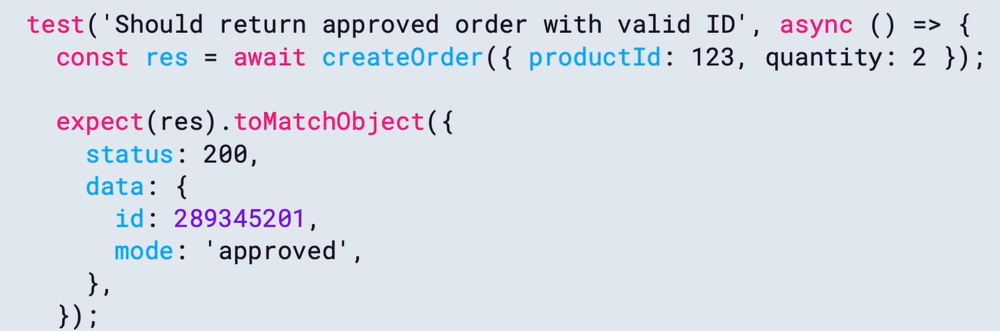 test('Should return approved order with valid ID', async () => {
  const res = await createOrder({ productId: 123, quantity: 2 });

  expect(res).toMatchObject({
    status: 200,
    data: {
      id: 289345201,
      mode: 'approved',
    },
  });